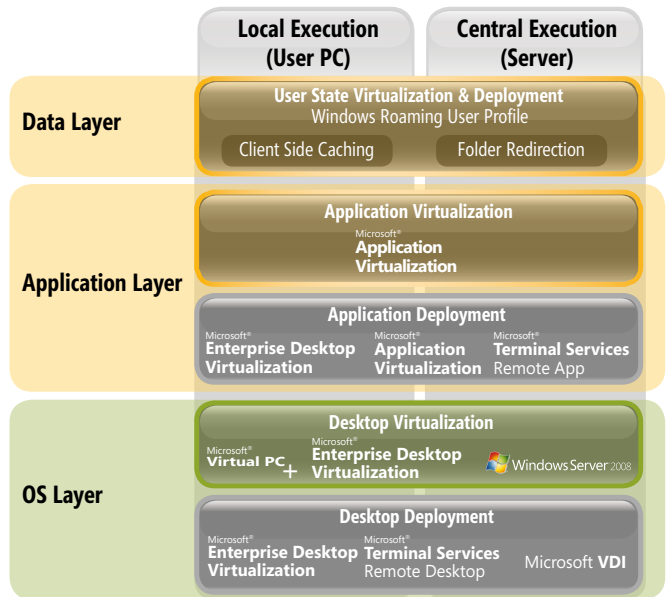 Local Execution
(User PC)
Central Execution
(Server)
Data Layer
User State Virtualization & Deployment
Windows Roaming User Profile
Client Side Caching
Folder Redirection
Application Layer
Application Virtualization
Microsoft®
Application
Virtualization
Application Deployment
Microsoft®
Enterprise Desktop
Virtualization
Microsoft®
Application
Virtualization
Microsoft®
Terminal Services
Remote App
OS Layer
Desktop Virtualization
Microsoft®
Virtual PC
+
Microsoft®
Enterprise Desktop
Virtualization
Windows Server 2008
Desktop Deployment
Microsoft®
Enterprise Desktop
Virtualization
Microsoft®
Terminal Services
Remote Desktop
Microsoft VDI